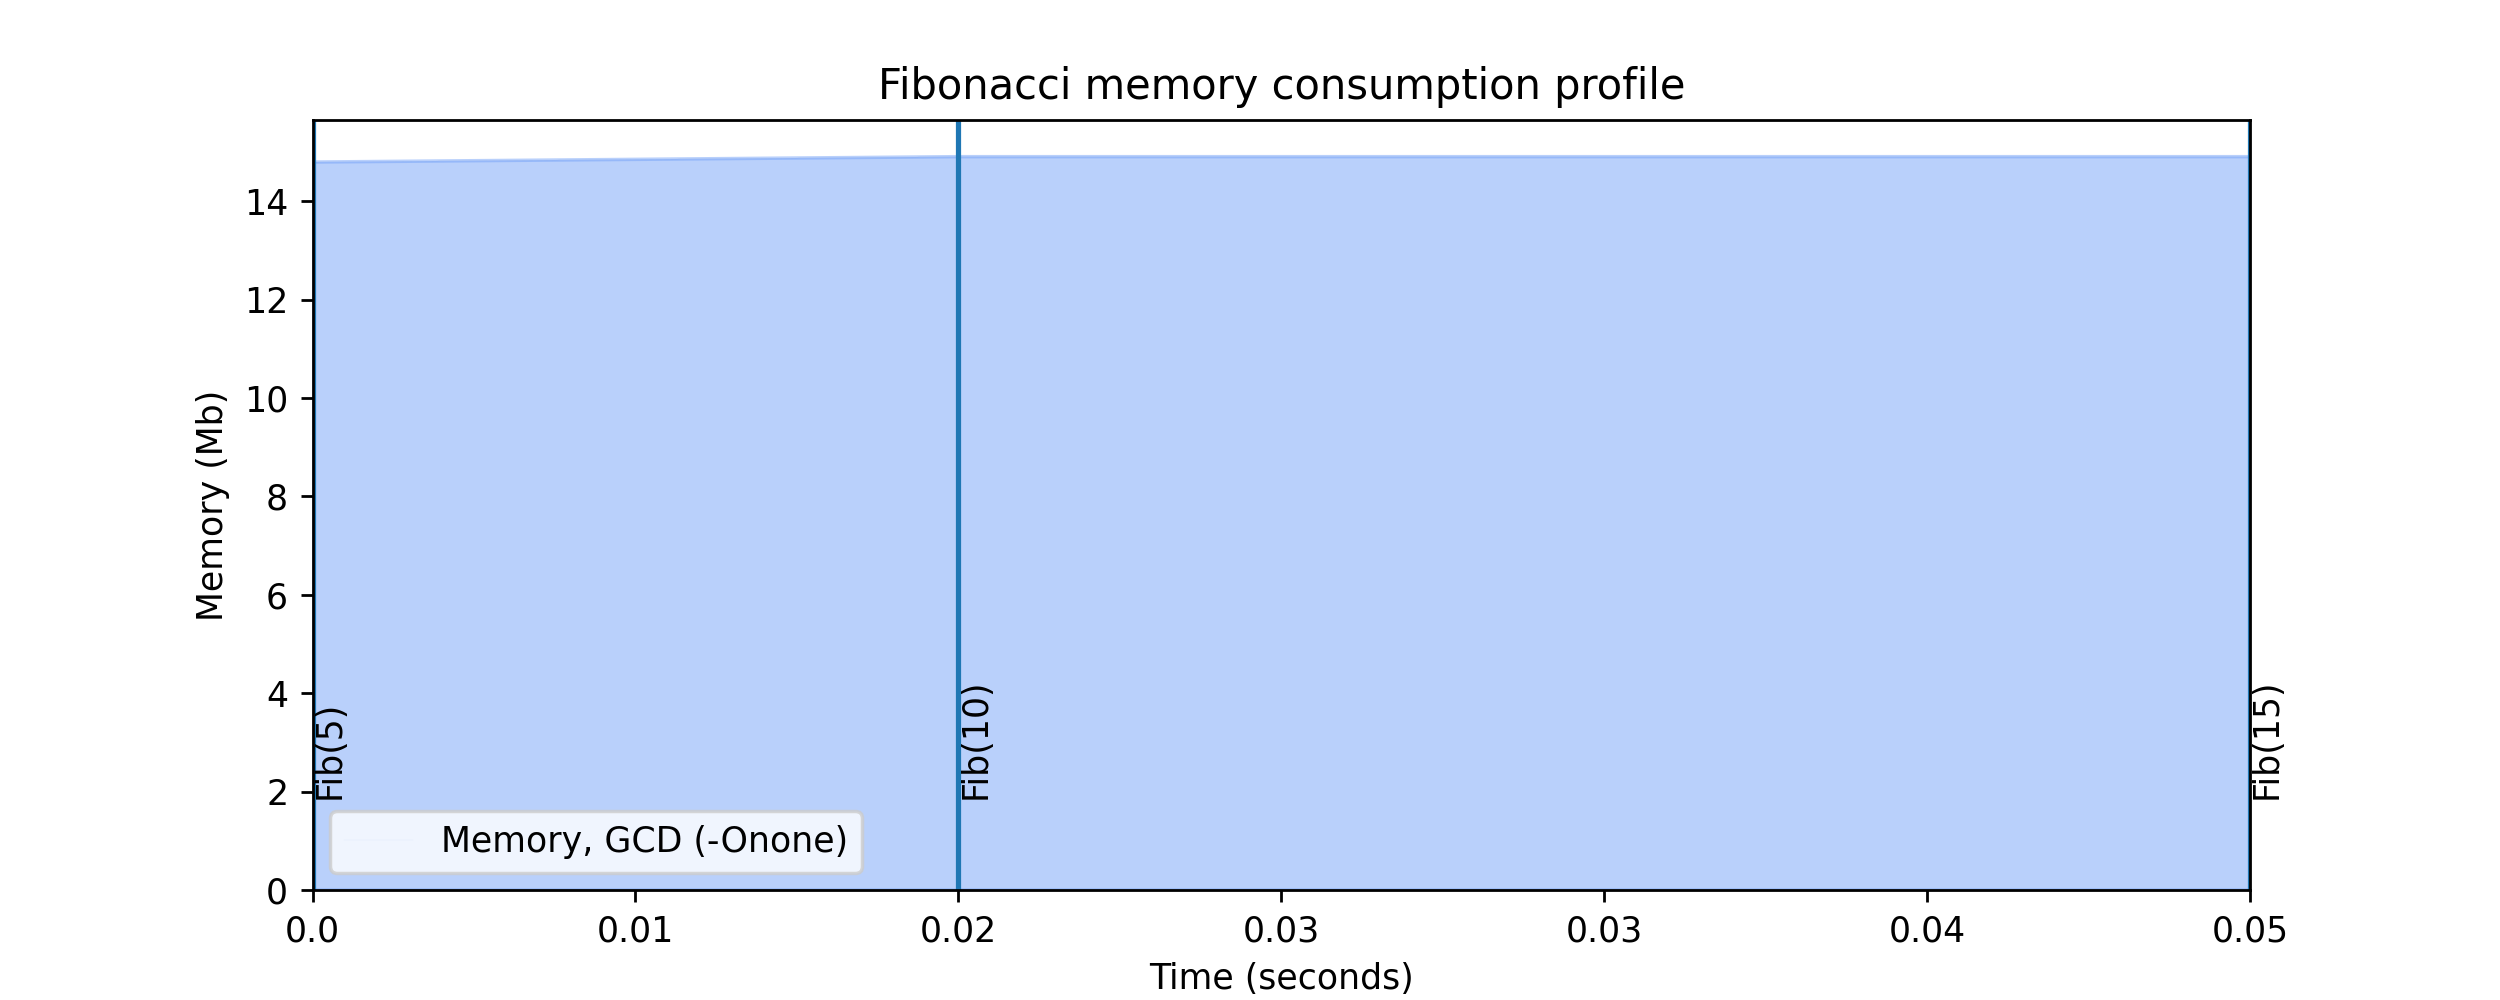 Fibonacci memory consumption profile
Memory (Mb)
14
12
10
8
6
4
2
0
Fib(5)
Fib(10)
Fib(15)
Memory, GCD (-Onone)
0.0 0.01 0.02 0.03 0.03 0.04 0.05
Time (seconds)